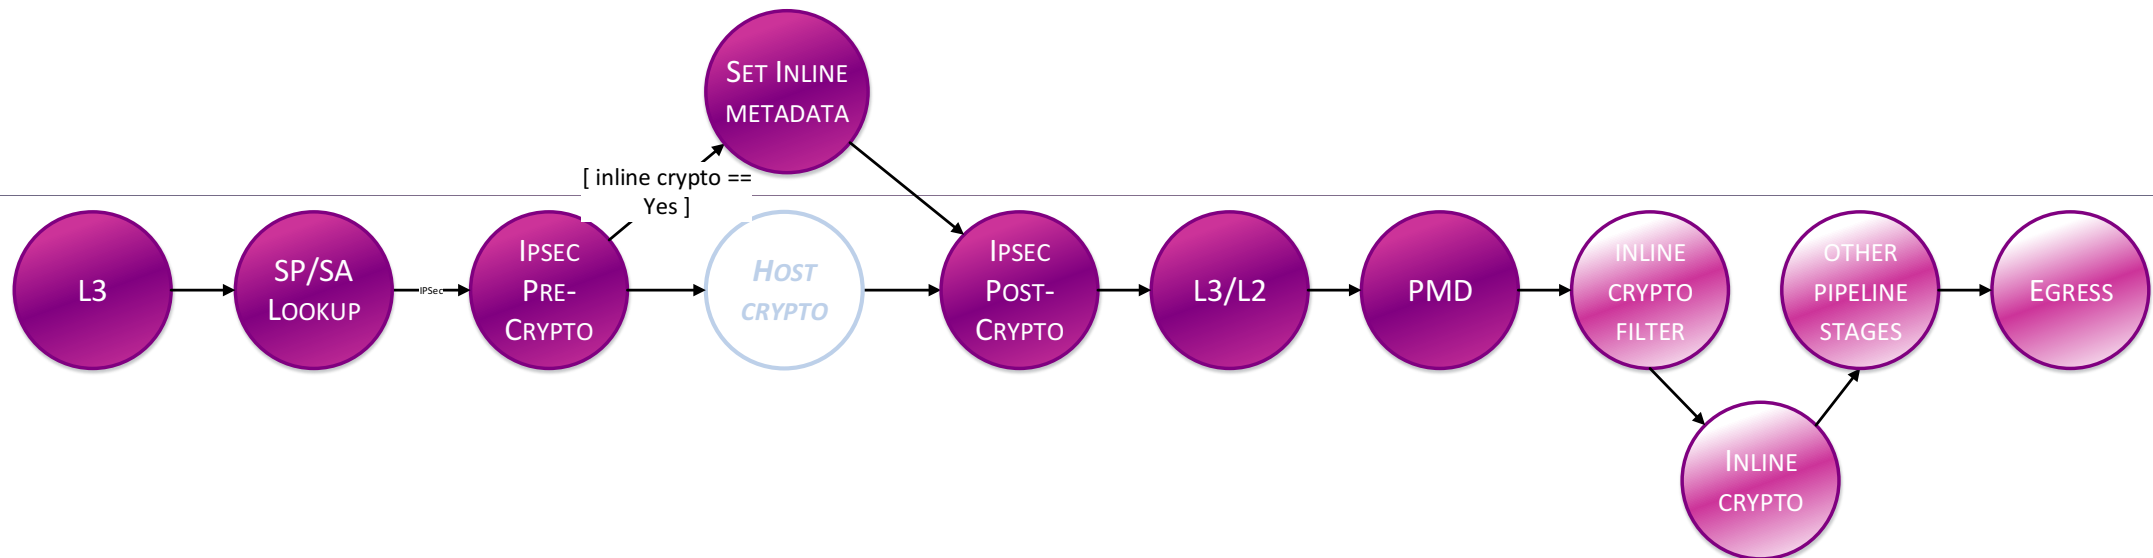 SET INLINE
METADATA
[ inline crypto ==
Yes ]
L3
SP/SA
LOOKUP
IPSec
IPSEC
PRE-
CRYPTO
HOST
CRYPTO
IPSEC
POST-
CRYPTO
L3/L2
PMD
INLINE
CRYPTO
FILTER
OTHER
PIPELINE
STAGES
EGRESS
INLINE
CRYPTO